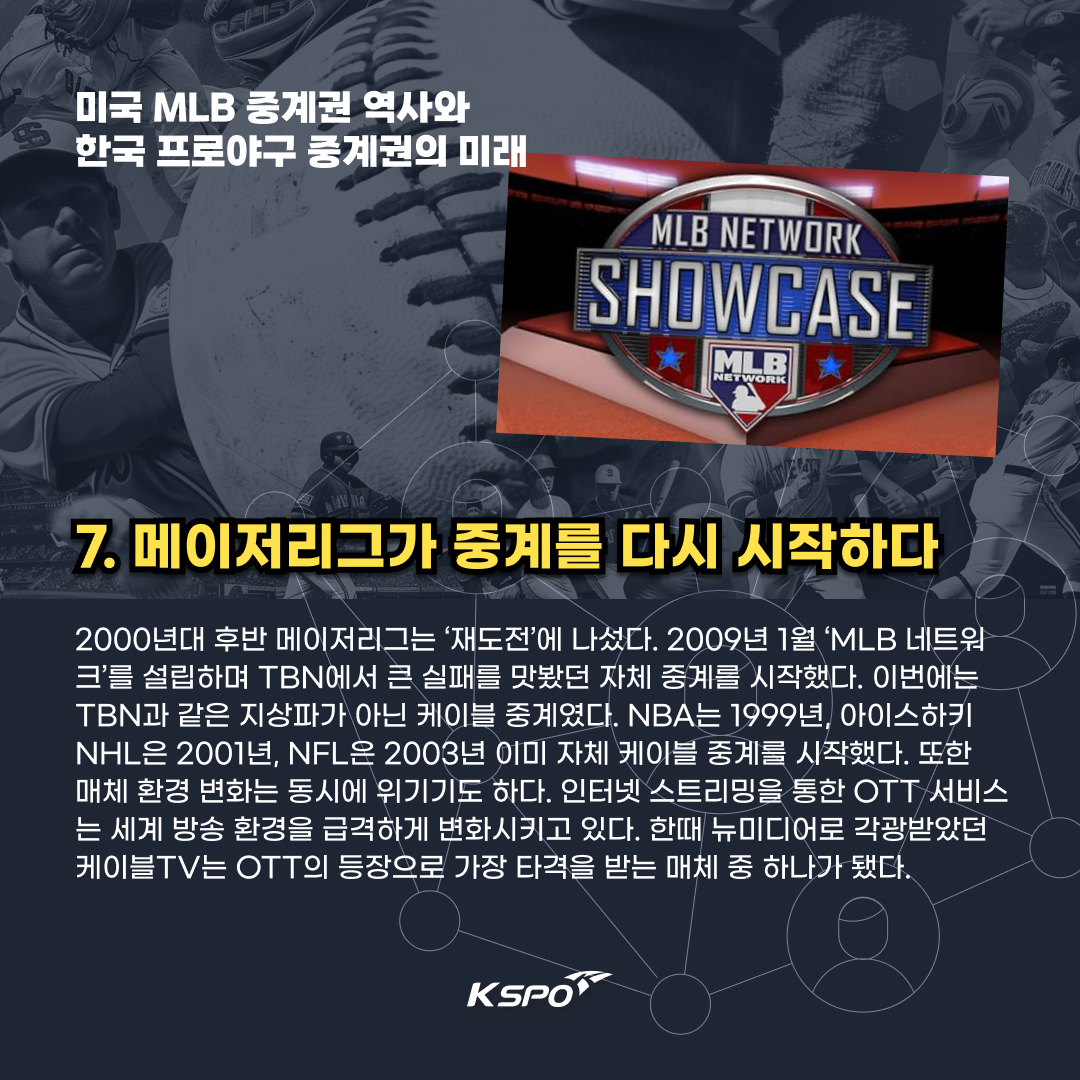 미국 MLB 중계권 역사와
한국 프로야구 중계권의 미래
MLB NETWORK
SHOWCASE
MLB
NETWORK
7. 메이저리그가 중계를 다시 시작하다
2000년대 후반 메이저리그는 ‘재도전’에 나섰다. 2009년 1월 ‘MLB 네트워
크’를 설립하며 TBN에서 큰 실패를 맛봤던 자체 중계를 시작했다. 이번에는
TBN과 같은 지상파가 아닌 케이블 중계였다. NBA는 1999년, 아이스하키
NHL은 2001년, NFL은 2003년 이미 자체 케이블 중계를 시작했다. 또한
매체 환경 변화는 동시에 위기기도 하다. 인터넷 스트리밍을 통한 OTT 서비스
는 세계 방송 환경을 급격하게 변화시키고 있다. 한때 뉴미디어로 각광받았던
케이블TV는 OTT의 등장으로 가장 타격을 받는 매체 중 하나가 됐다.
KSPO